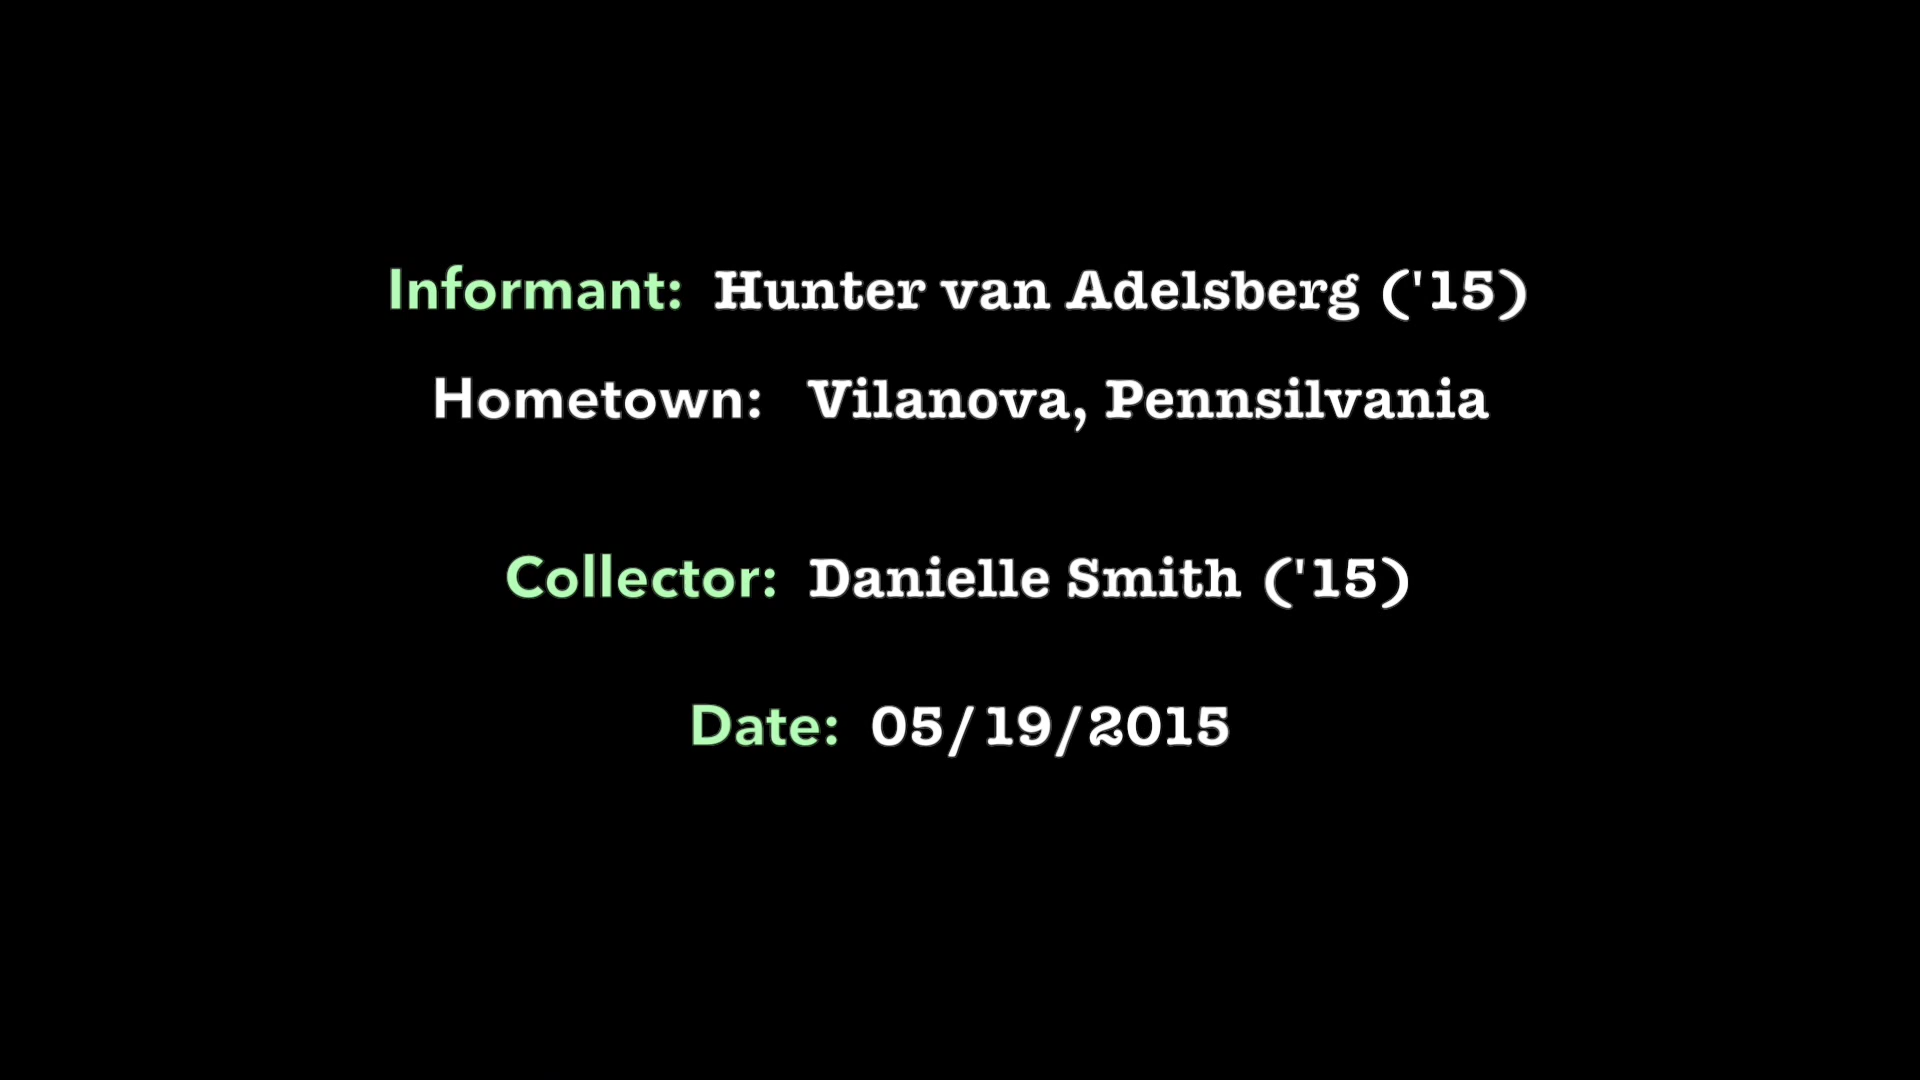 Informant: Hunter van Adelsberg ('15)
Hometown: Vilanova, Pennsilvania
Collector: Danielle Smith ('15)
Date: 05/19/2015